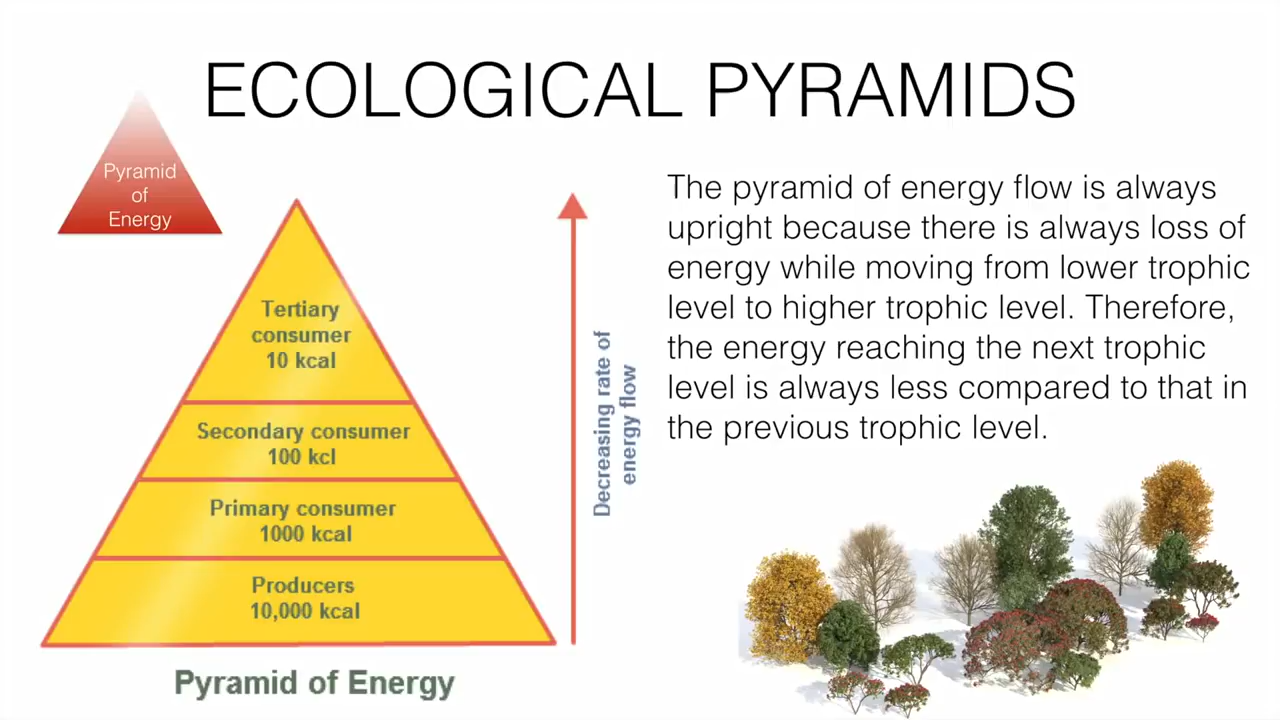 ECOLOGICAL PYRAMIDS
Pyramid
of
Energy
Tertiary
consumer
10 kcal
Secondary consumer
100 kcl
Primary consumer
1000 kcal
Producers
10,000 kcal
Pyramid of Energy
Decreasing rate of
energy flow
The pyramid of energy flow is always
upright because there is always loss of
energy while moving from lower trophic
level to higher trophic level. Therefore,
the energy reaching the next trophic
level is always less compared to that in
the previous trophic level.